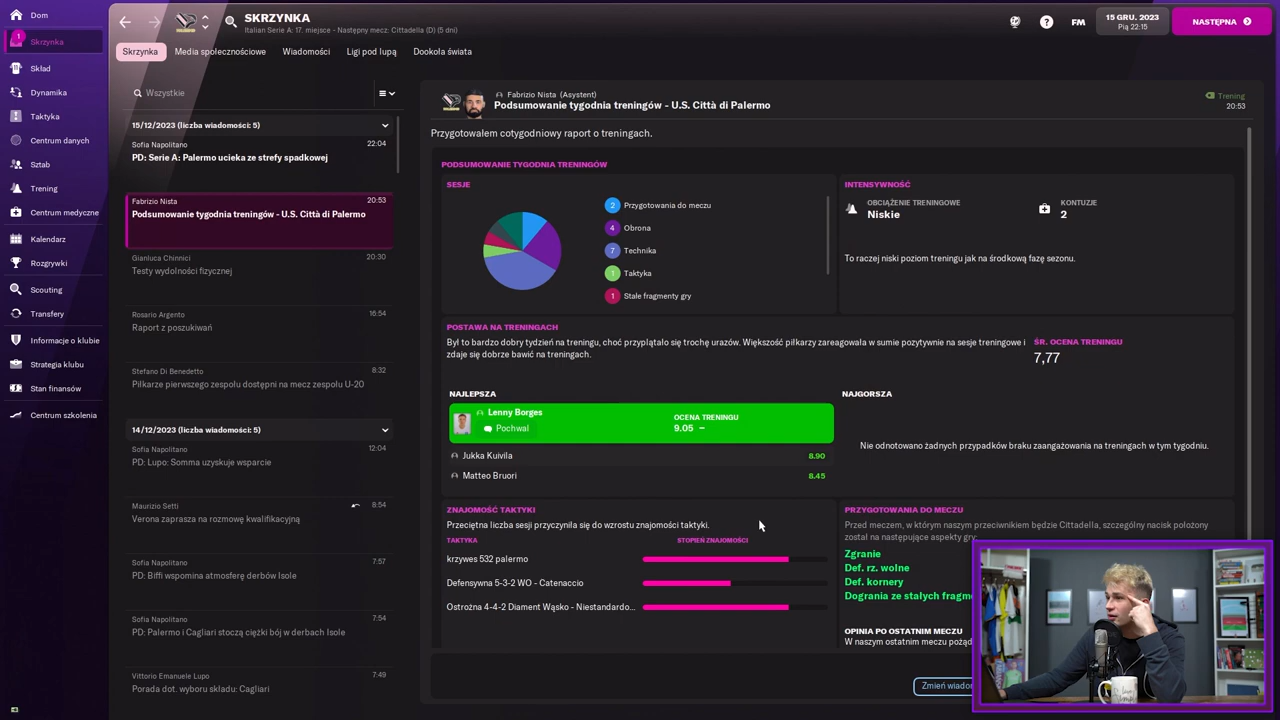 Dom
1
Skrzynka
Skład
Dynamika
Taktyka
Centrum danych
Sztab
Trening
Centrum medyczne
Kalendarz
Rozgrywki
Scouting
Transfery
Informacje o klubie
Strategia klubu
Stan finansów
Centrum szkolenia
SKRZYNKA
Italian Serie A: 17. miejsce - Następny mecz: Cittadella (D) (5 dni)
FM
15 GRU. 2023
Pią 22:15
NASTĘPNA
Skrzynka
Media społecznościowe
Wiadomości
Ligi pod lupą
Dookoła świata
Wszystkie
15/12/2023 (liczba wiadomości: 5)
Sofia Napolitano
22:04
PD: Serie A: Palermo ucieka ze strefy spadkowej
Fabrizio Nista
20:53
Podsumowanie tygodnia treningów - U.S. Città di Palermo
Gianluca Chinnici
20:30
Testy wydolności fizycznej
Rosario Argento
16:54
Raport z poszukiwań
Stefano Di Benedetto
8:32
Piłkarze pierwszego zespołu dostępni na mecz zespołu U-20
14/12/2023 (liczba wiadomości: 5)
Sofia Napolitano
12:04
PD: Lupo: Somma uzyskuje wsparcie
Maurizio Setti
8:54
Verona zaprasza na rozmowę kwalifikacyjną
Sofia Napolitano
7:57
PD: Biffi wspomina atmosferę derbów Isole
Sofia Napolitano
7:54
PD: Palermo i Cagliari stoczą ciężki bój w derbach Isole
Vittorio Emanuele Lupo
7:49
Porada dot. wyboru składu: Cagliari
Fabrizio Nista (Asystent)
Podsumowanie tygodnia treningów - U.S. Città di Palermo
Trening
20:53
Przygotowałem cotygodniowy raport o treningach.
PODSUMOWANIE TYGODNIA TRENINGÓW
SESJE
2 Przygotowania do meczu
4 Obrona
7 Technika
1 Taktyka
1 Stałe fragmenty gry
INTENSYWNOŚĆ
OBCIĄŻENIE TRENINGOWE
Niskie
KONTUZJE
2
To raczej niski poziom treningu jak na środkową fazę sezonu.
POSTAWA NA TRENINGACH
Był to bardzo dobry tydzień na treningu, choć przyplątało się trochę urazów. Większość piłkarzy zareagowała w sumie pozytywnie na sesje treningowe i
zdaje się dobrze bawić na treningach.
ŚR. OCENA TRENINGU
7,77
NAJLEPSZA
Lenny Borges
Pochwal
OCENA TRENINGU
9.05 –
Jukka Kuivila
8.90
Matteo Bruori
8.45
NAJGORSZA
Nie odnotowano żadnych przypadków braku zaangażowania na treningach w tym tygodniu.
ZNAJOMOŚĆ TAKTYKI
Przeciętna liczba sesji przyczyniła się do wzrostu znajomości taktyki.
TAKTYKA
STOPIEŃ ZNAJOMOŚCI
krzywes 532 palermo
Defensywna 5-3-2 WO - Catenaccio
Ostrożna 4-4-2 Diament Wąsko - Niestandardo...
PRZYGOTOWANIA DO MECZU
Przed meczem, w którym naszym przeciwnikiem będzie Cittadella, szczególny nacisk położony
został na następujące aspekty gry:
Zgranie
Def. rz. wolne
Def. kornery
Dogrania ze stałych fragme
OPINIA PO OSTATNIM MECZU
W naszym ostatnim meczu pożąd
Zmień wiadom